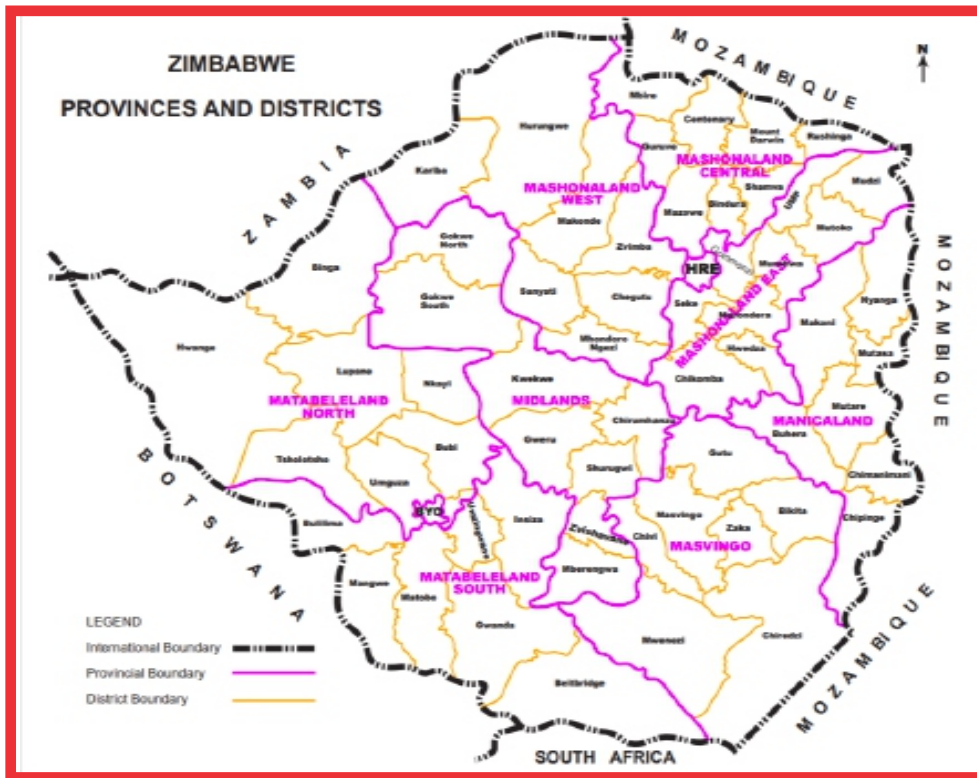 ZIMBABWE
PROVINCES AND DISTRICTS
N
MOZAMBIQUE
ZAMBIA
MOZAMBIQUE
BOTSWANA
MOZAMBIQUE
SOUTH AFRICA
Mbire
Hurungwe
Centenary
Mount
Darwin
Rushinga
Guruve
MASHONALAND
CENTRAL
Kariba
MASHONALAND
WEST
Shamva
UMP
Mudzi
Mazowe
Bindura
Makonde
Mutoko
Gokwe
North
Zvimba
HRE
Goromonzi
Binga
Gokwe
South
Sanyati
Chegutu
Seke
MASHONALAND EAST
Makoni
Nyanga
Hwange
Mhondoro
Ngezi
Hwedza
Mutasa
Lupane
Nkayi
Kwekwe
Chikomba
MATABELELAND
NORTH
MIDLANDS
Mutare
MANICALAND
Buhera
Gweru
Bubi
Gutu
Tsholotsho
Shurugwi
Chimanimani
Umguza
BYO
Insiza
Masvingo
Bikita
Chipinge
Bulilima
Zvishavane
Chivi
Zaka
MASVINGO
Mberengwa
MATABELELAND
SOUTH
Mangwe
Matobo
Gwanda
Mwenezi
Chiredzi
Beitbridge
LEGEND
International Boundary
Provincial Boundary
District Boundary